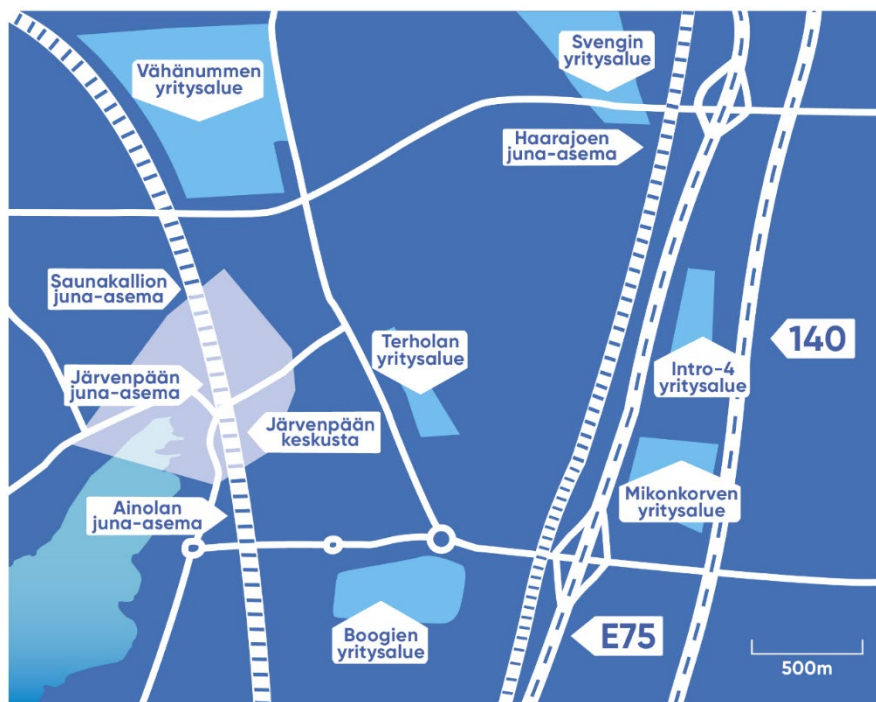 Svengin
yritysalue
Vähänummen
yritysalue
Haarajoen
juna-asema
Saunakallion
juna-asema
140
Terholan
yritysalue
Intro-4
yritysalue
Järvenpään
juna-asema
Järvenpään
keskusta
Mikonkorven
yritysalue
Ainolan
juna-asema
Boogien
yritysalue
E75
500m